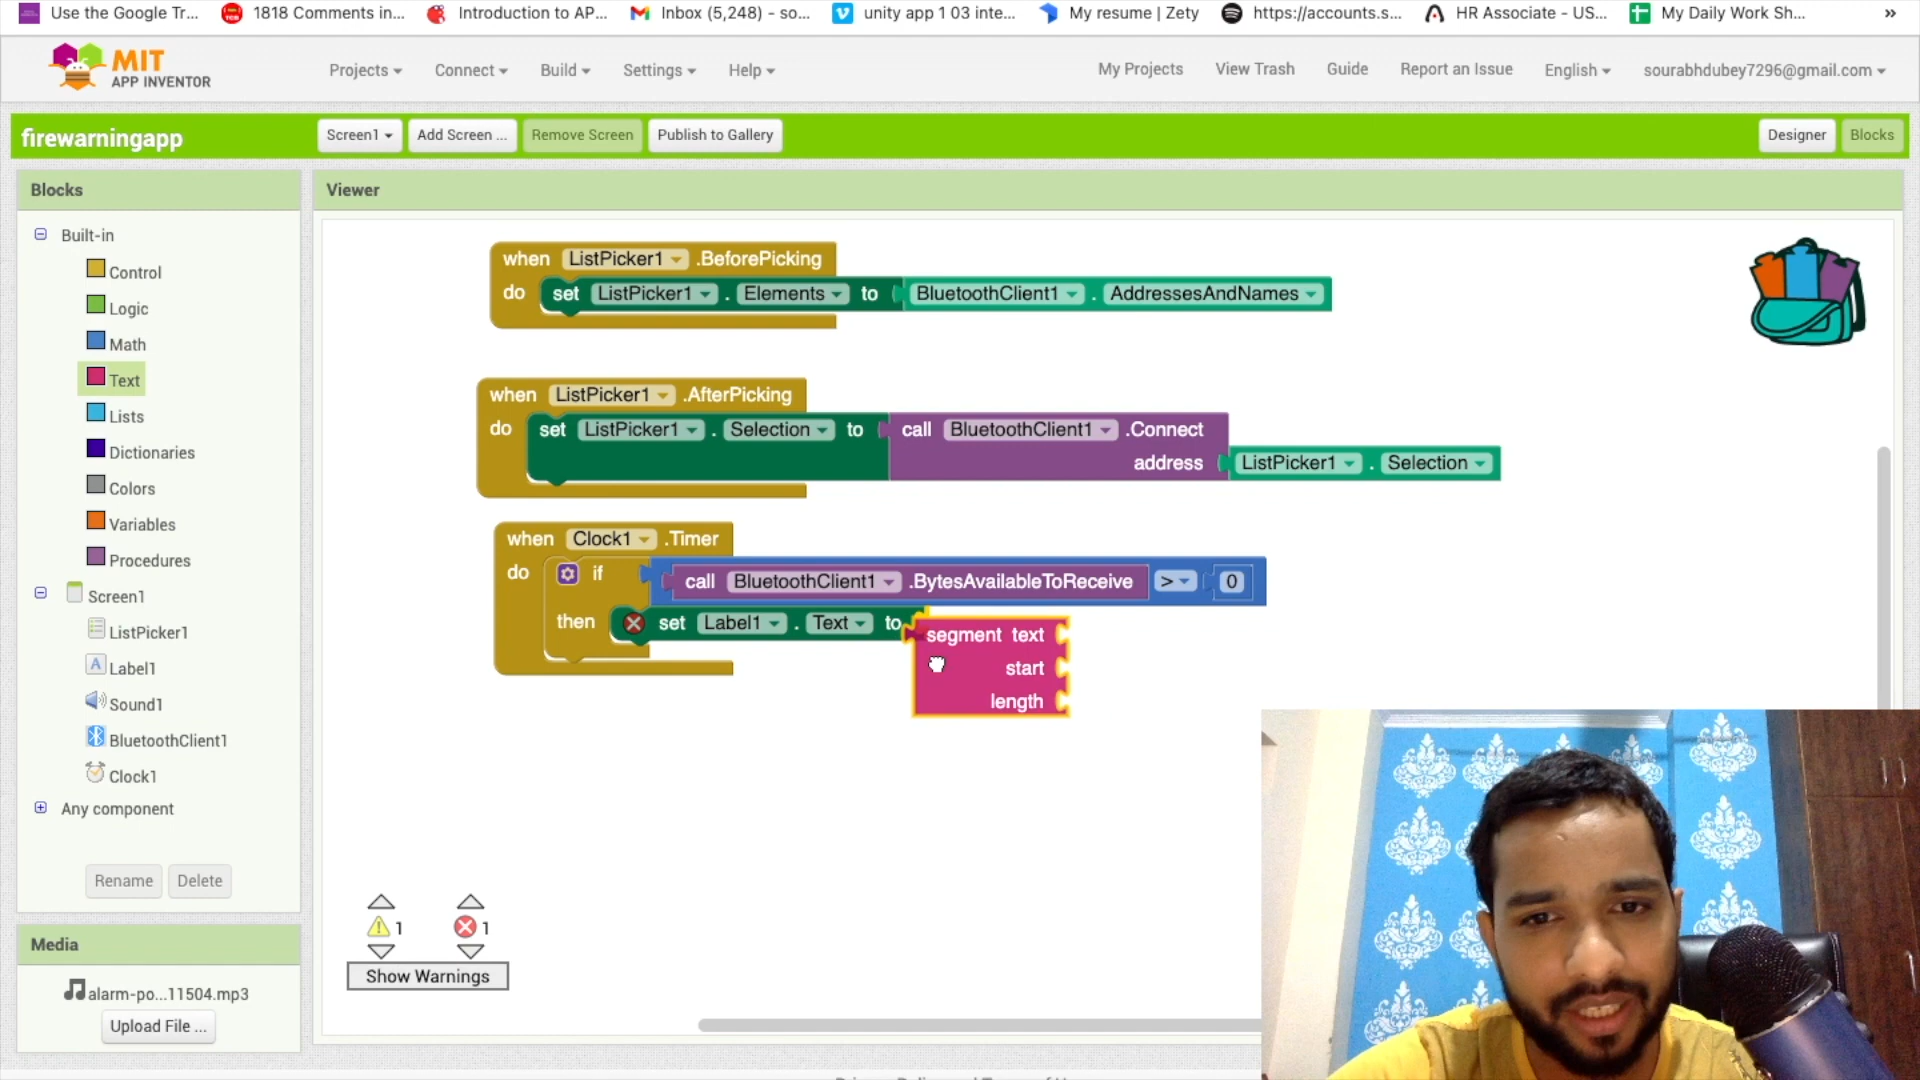 Use the Google Tr... 1818 Comments in... Introduction to AP... Inbox (5,248) - so... unity app 1 03 inte... My resume | Zety https://accounts.s... HR Associate - US... My Daily Work Sh... »
MIT
APP INVENTOR
Projects Connect Build Settings Help My Projects View Trash Guide Report an Issue English sourabhdubey7296@gmail.com
firewarningapp Screen1 Add Screen ... Remove Screen Publish to Gallery Designer Blocks
Blocks
Viewer
Built-in
Control
Logic
Math
Text
Lists
Dictionaries
Colors
Variables
Procedures
Screen1
ListPicker1
Label1
Sound1
BluetoothClient1
Clock1
Any component
Rename Delete
Media
alarm-po...11504.mp3
Upload File ...
when ListPicker1 .BeforePicking
do set ListPicker1 . Elements to BluetoothClient1 . AddressesAndNames
when ListPicker1 .AfterPicking
do set ListPicker1 . Selection to call BluetoothClient1 .Connect
address ListPicker1 . Selection
when Clock1 .Timer
do if call BluetoothClient1 .BytesAvailableToReceive > 0
then set Label1 . Text to
segment text
start
length
1 1
Show Warnings